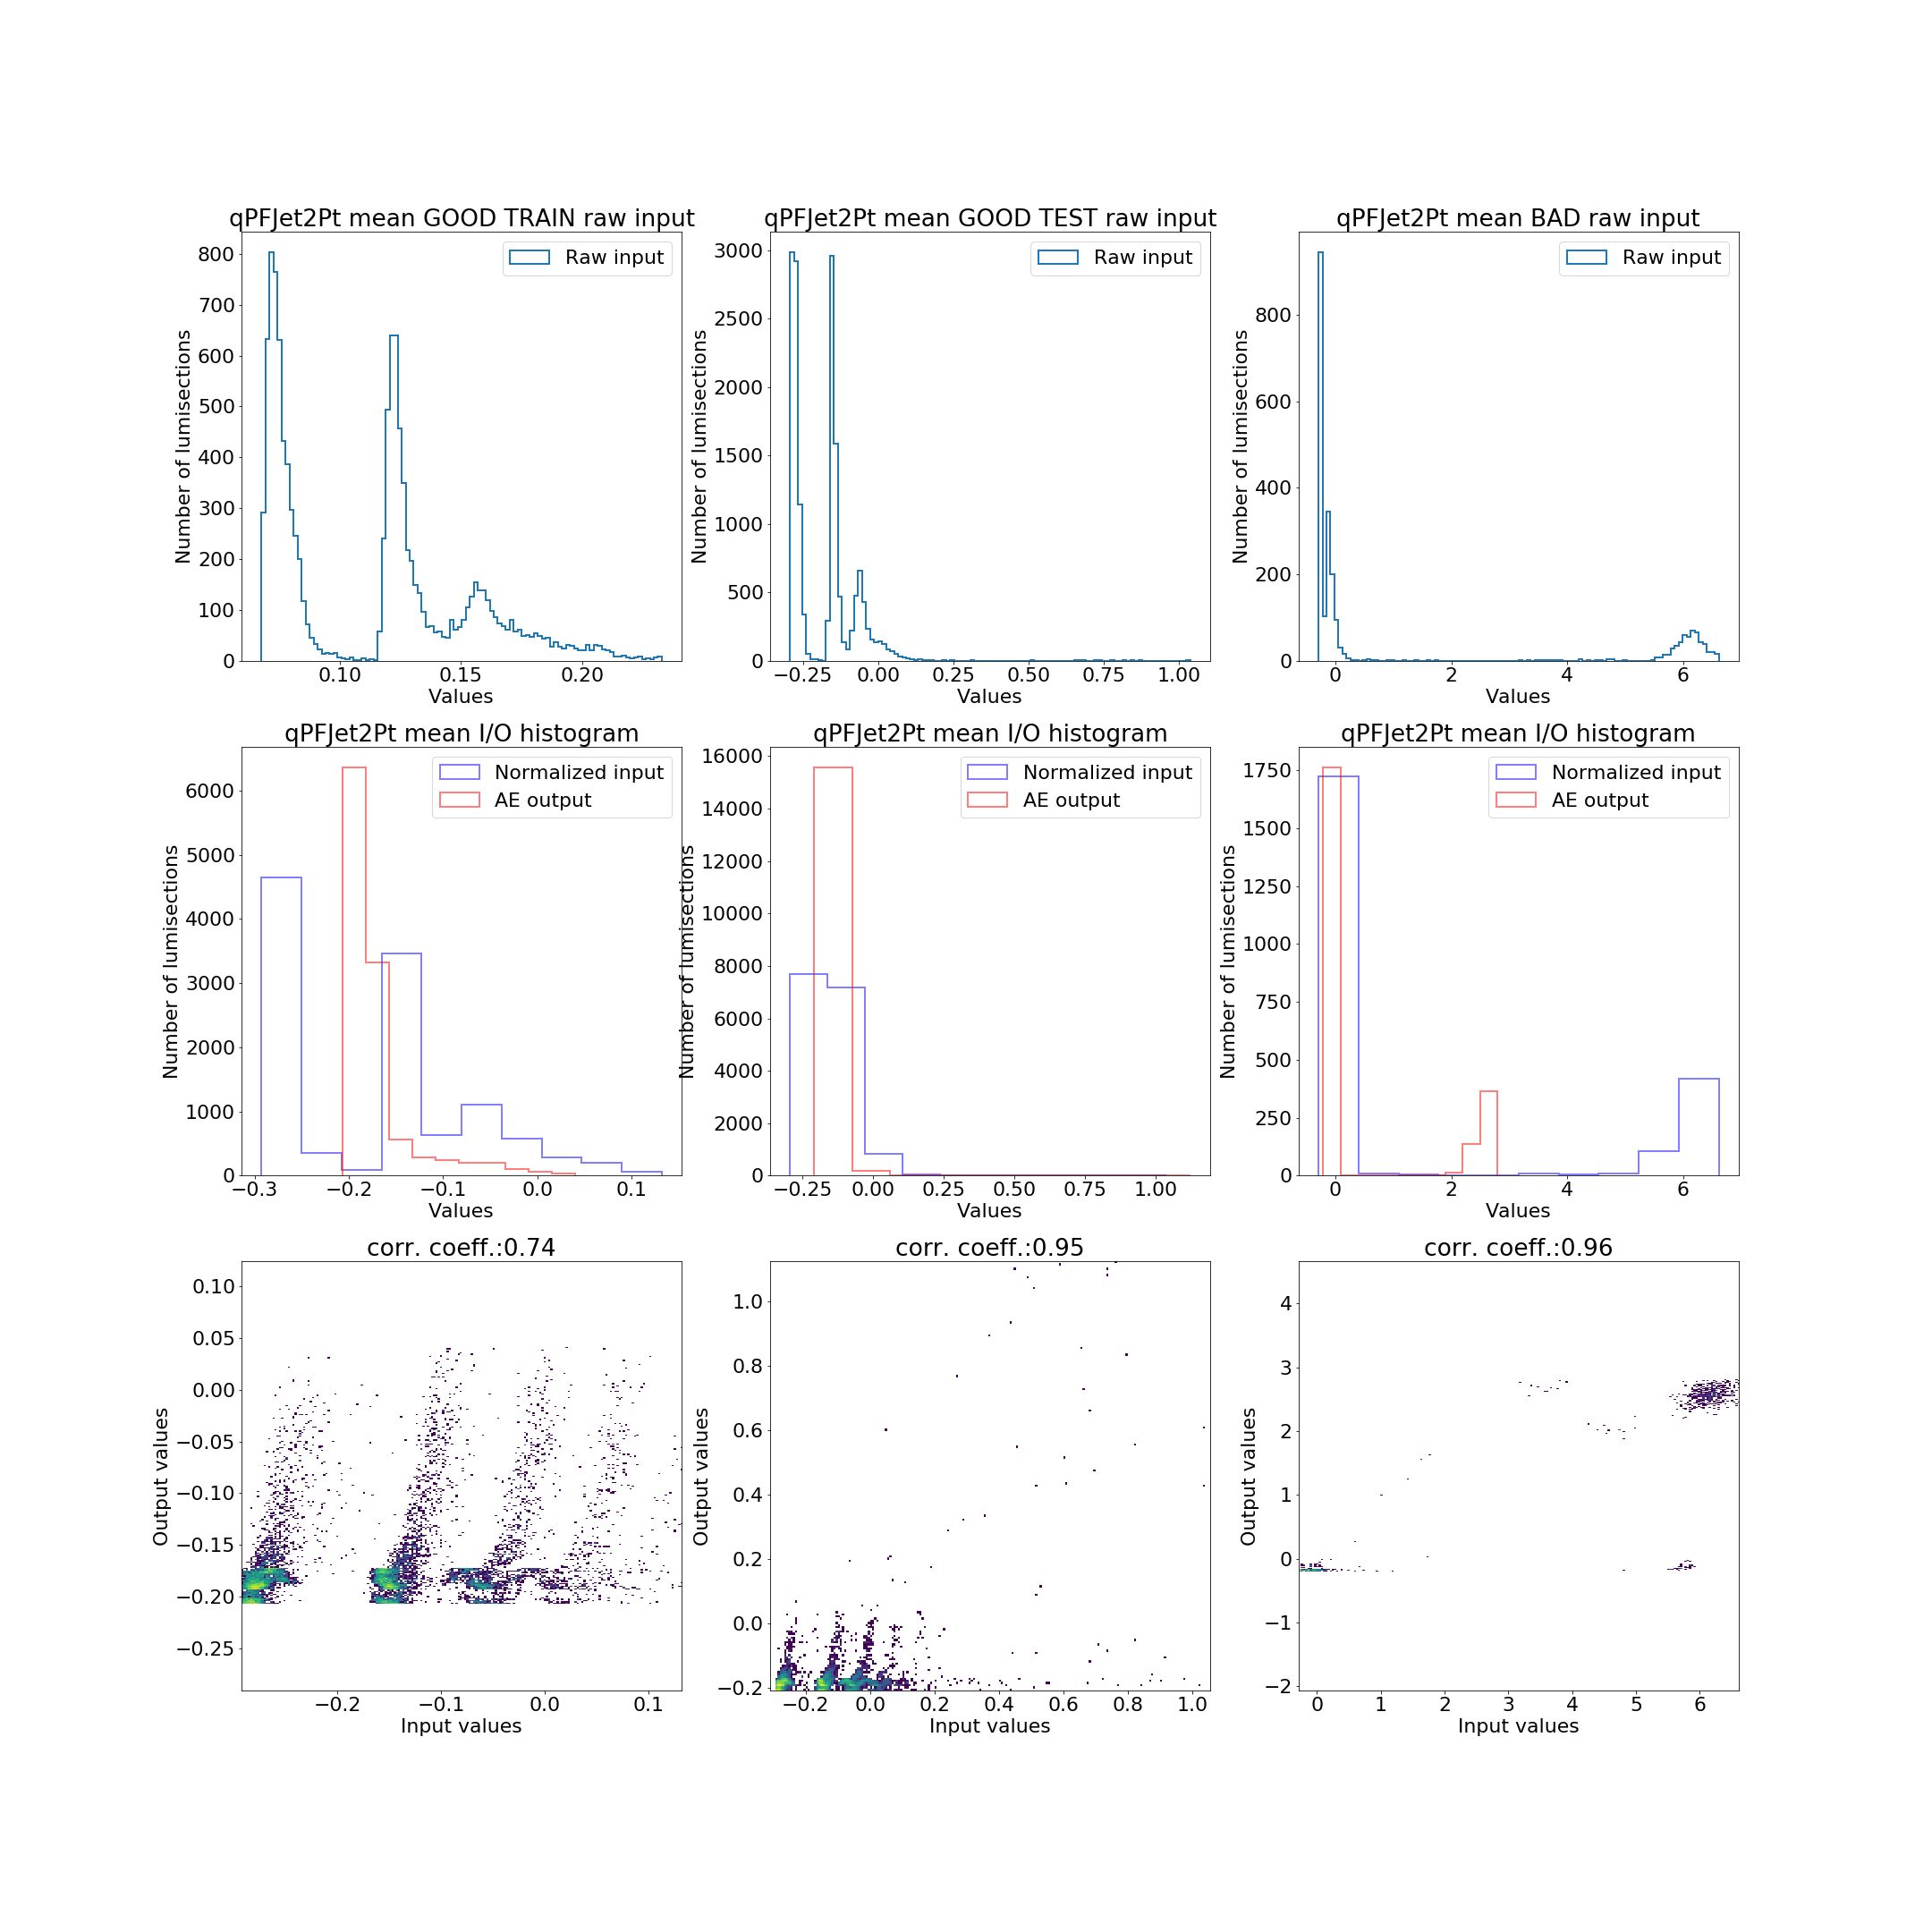 qPFJet2Pt mean GOOD TRAIN raw input
Raw input
800
700
600
500
400
300
200
100
0
Number of lumisections
0.10 0.15 0.20
Values
qPFJet2Pt mean GOOD TEST raw input
Raw input
3000
2500
2000
1500
1000
500
0
Number of lumisections
−0.25 0.00 0.25 0.50 0.75 1.00
Values
qPFJet2Pt mean BAD raw input
Raw input
800
600
400
200
0
Number of lumisections
0 2 4 6
Values
qPFJet2Pt mean I/O histogram
Normalized input
AE output
6000
5000
4000
3000
2000
1000
0
Number of lumisections
−0.3 −0.2 −0.1 0.0 0.1
Values
qPFJet2Pt mean I/O histogram
Normalized input
AE output
16000
14000
12000
10000
8000
6000
4000
2000
0
Number of lumisections
−0.25 0.00 0.25 0.50 0.75 1.00
Values
qPFJet2Pt mean I/O histogram
Normalized input
AE output
1750
1500
1250
1000
750
500
250
0
Number of lumisections
0 2 4 6
Values
corr. coeff.:0.74
0.10
0.05
0.00
−0.05
−0.10
−0.15
−0.20
−0.25
Output values
−0.2 −0.1 0.0 0.1
Input values
corr. coeff.:0.95
1.0
0.8
0.6
0.4
0.2
0.0
−0.2
Output values
−0.2 0.0 0.2 0.4 0.6 0.8 1.0
Input values
corr. coeff.:0.96
4
3
2
1
0
−1
−2
Output values
0 1 2 3 4 5 6
Input values